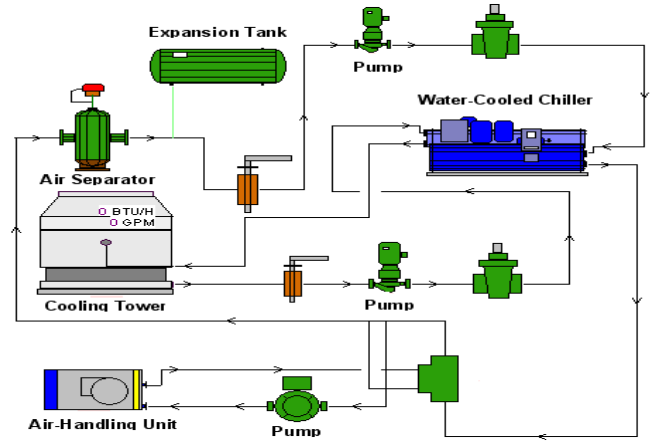 Expansion Tank
Pump
Water-Cooled Chiller
Air Separator
0 BTU/H
0 GPM
Cooling Tower
Pump
Air-Handling Unit
Pump